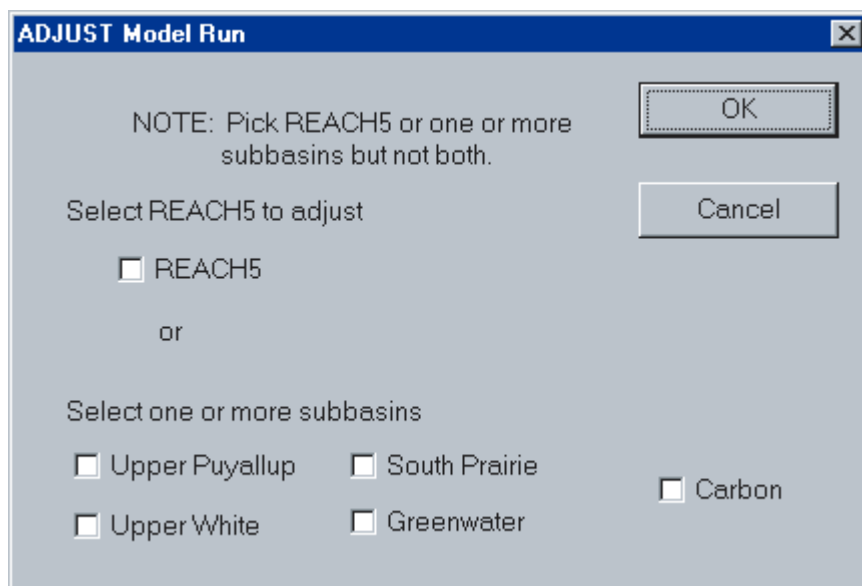 ADJUST Model Run
NOTE: Pick REACH5 or one or more
subbasins but not both.
OK
Cancel
Select REACH5 to adjust
REACH5
or
Select one or more subbasins
Upper Puyallup
South Prairie
Carbon
Upper White
Greenwater